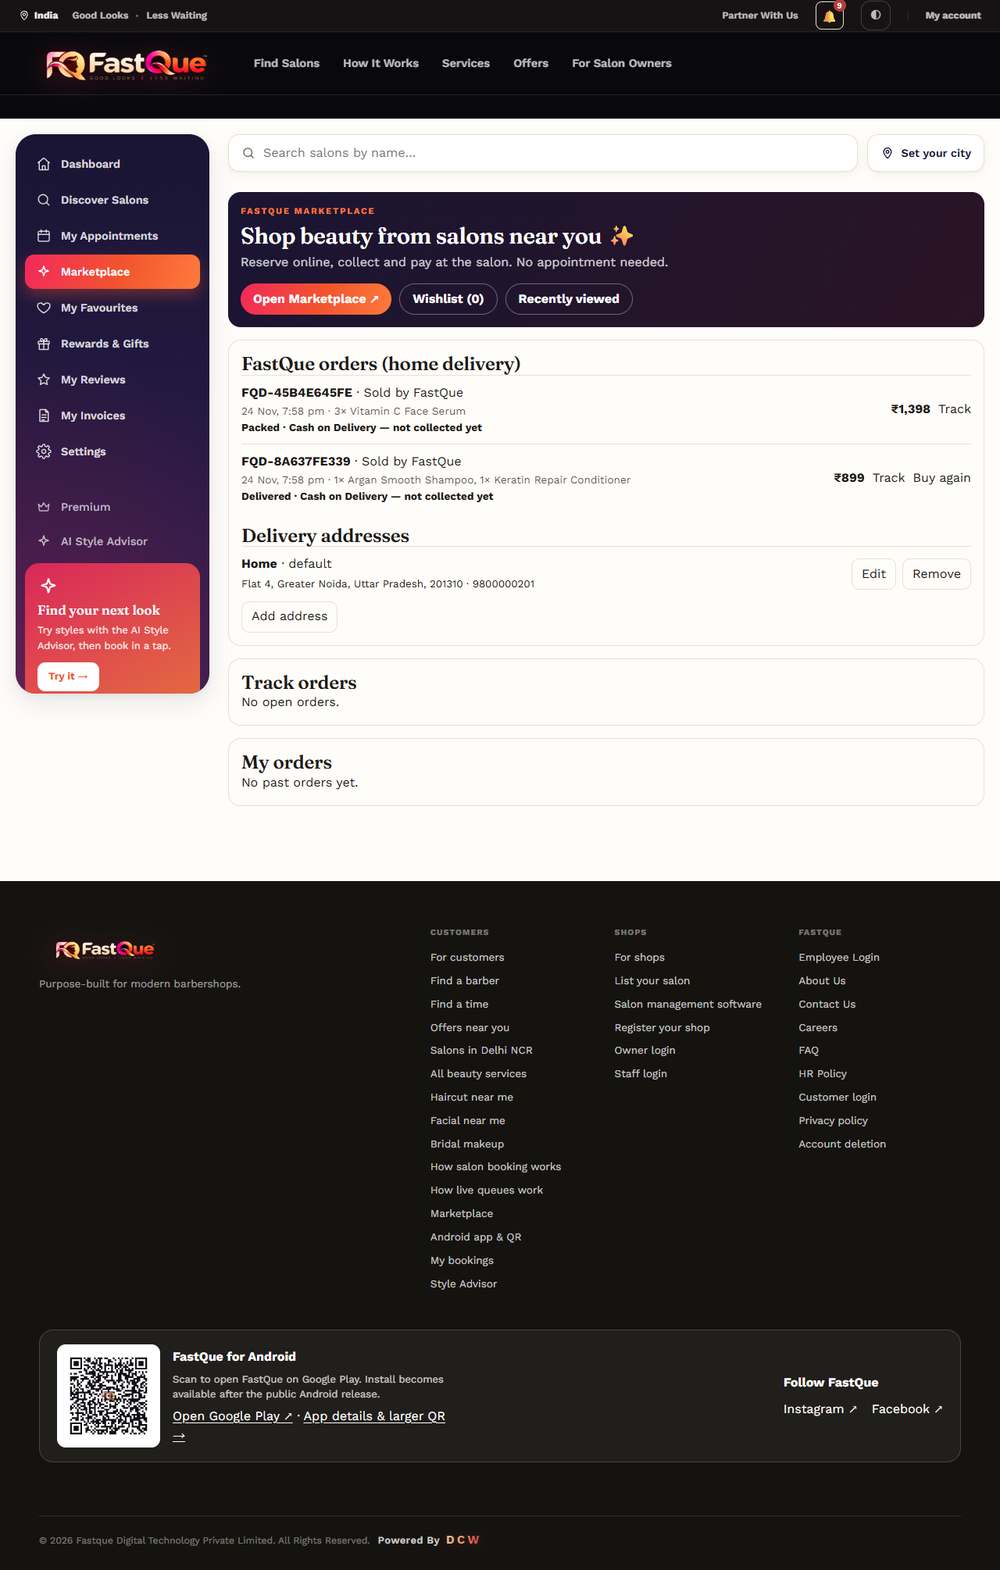 India Good Looks • Less Waiting
Partner With Us 9 My account
FastQue
GOOD LOOKS | LESS WAITING
Find Salons How It Works Services Offers For Salon Owners
Dashboard
Discover Salons
My Appointments
Marketplace
My Favourites
Rewards & Gifts
My Reviews
My Invoices
Settings
Premium
AI Style Advisor
Find your next look
Try styles with the AI Style
Advisor, then book in a tap.
Try it →
Search salons by name...
Set your city
FASTQUE MARKETPLACE
Shop beauty from salons near you ✨
Reserve online, collect and pay at the salon. No appointment needed.
Open Marketplace ↗ Wishlist (0) Recently viewed
FastQue orders (home delivery)
FQD-45B4E645FE · Sold by FastQue
24 Nov, 7:58 pm · 3× Vitamin C Face Serum
Packed · Cash on Delivery — not collected yet
₹1,398 Track
FQD-8A637FE339 · Sold by FastQue
24 Nov, 7:58 pm · 1× Argan Smooth Shampoo, 1× Keratin Repair Conditioner
Delivered · Cash on Delivery — not collected yet
₹899 Track Buy again
Delivery addresses
Home · default
Flat 4, Greater Noida, Uttar Pradesh, 201310 · 9800000201
Edit Remove
Add address
Track orders
No open orders.
My orders
No past orders yet.
FastQue
Purpose-built for modern barbershops.
CUSTOMERS
For customers
Find a barber
Find a time
Offers near you
Salons in Delhi NCR
All beauty services
Haircut near me
Facial near me
Bridal makeup
How salon booking works
How live queues work
Marketplace
Android app & QR
My bookings
Style Advisor
SHOPS
For shops
List your salon
Salon management software
Register your shop
Owner login
Staff login
FASTQUE
Employee Login
About Us
Contact Us
Careers
FAQ
HR Policy
Customer login
Privacy policy
Account deletion
FastQue for Android
Scan to open FastQue on Google Play. Install becomes
available after the public Android release.
Open Google Play ↗ · App details & larger QR
→
Follow FastQue
Instagram ↗ Facebook ↗
© 2026 Fastque Digital Technology Private Limited. All Rights Reserved. Powered By DCW